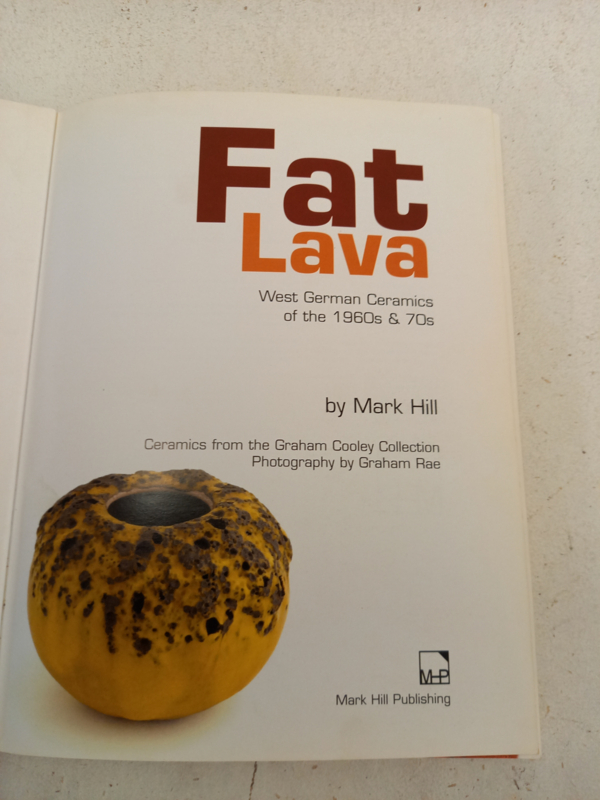 Fat
Lava
West German Ceramics
of the 1960s & 70s
by Mark Hill
Ceramics from the Graham Cooley Collection
Photography by Graham Rae
MHP
Mark Hill Publishing